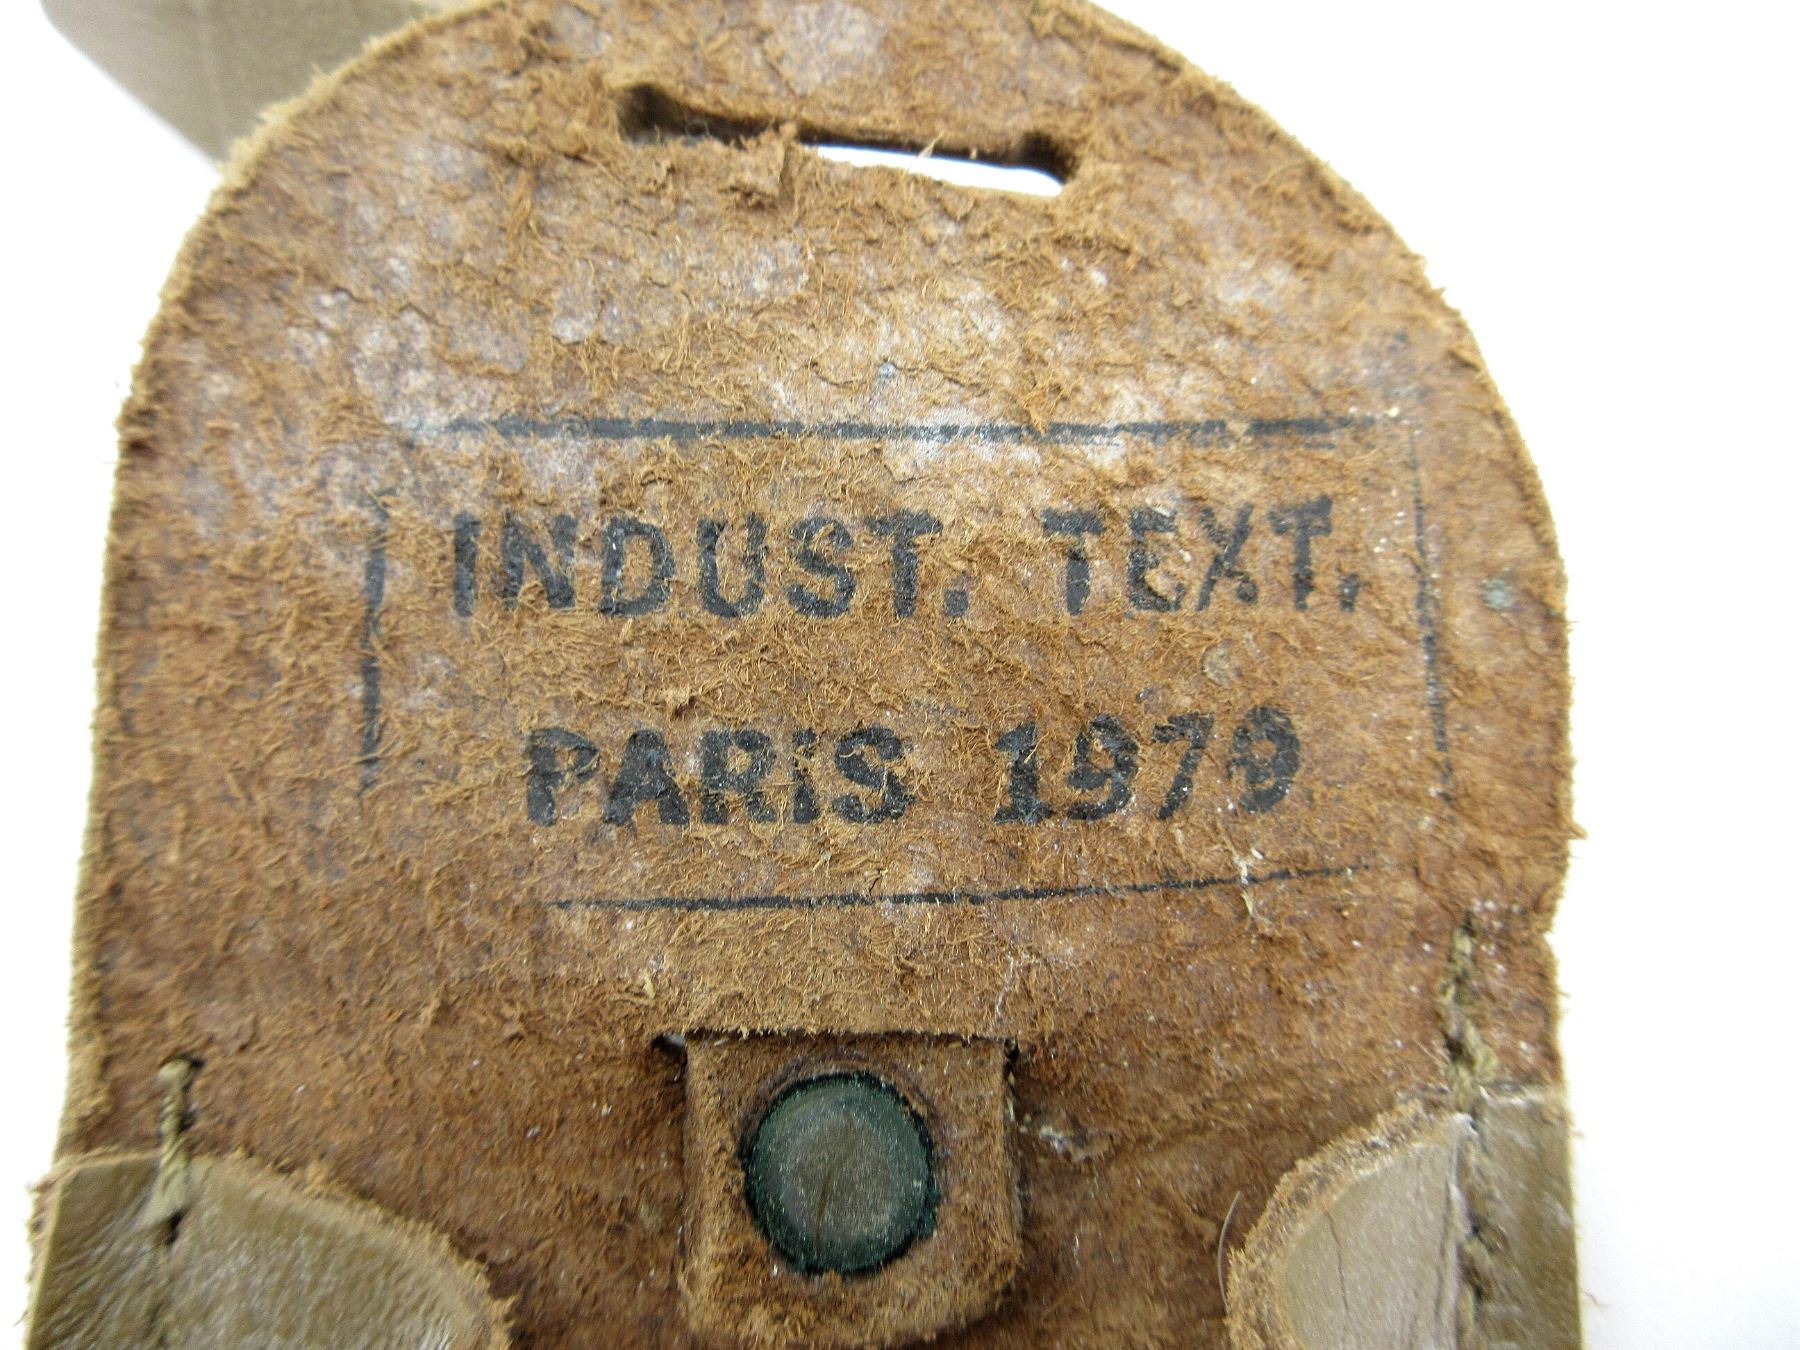 INDUST. TEXT.
PARIS 1979